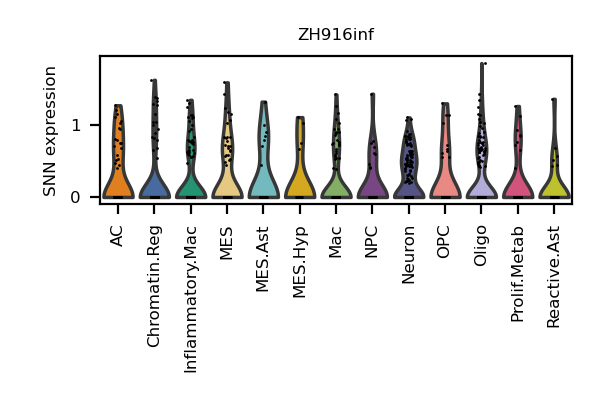 ZH916inf
SNN expression
1
0
AC
Chromatin.Reg
Inflammatory.Mac
MES
MES.Ast
MES.Hyp
Mac
NPC
Neuron
OPC
Oligo
Prolif.Metab
Reactive.Ast